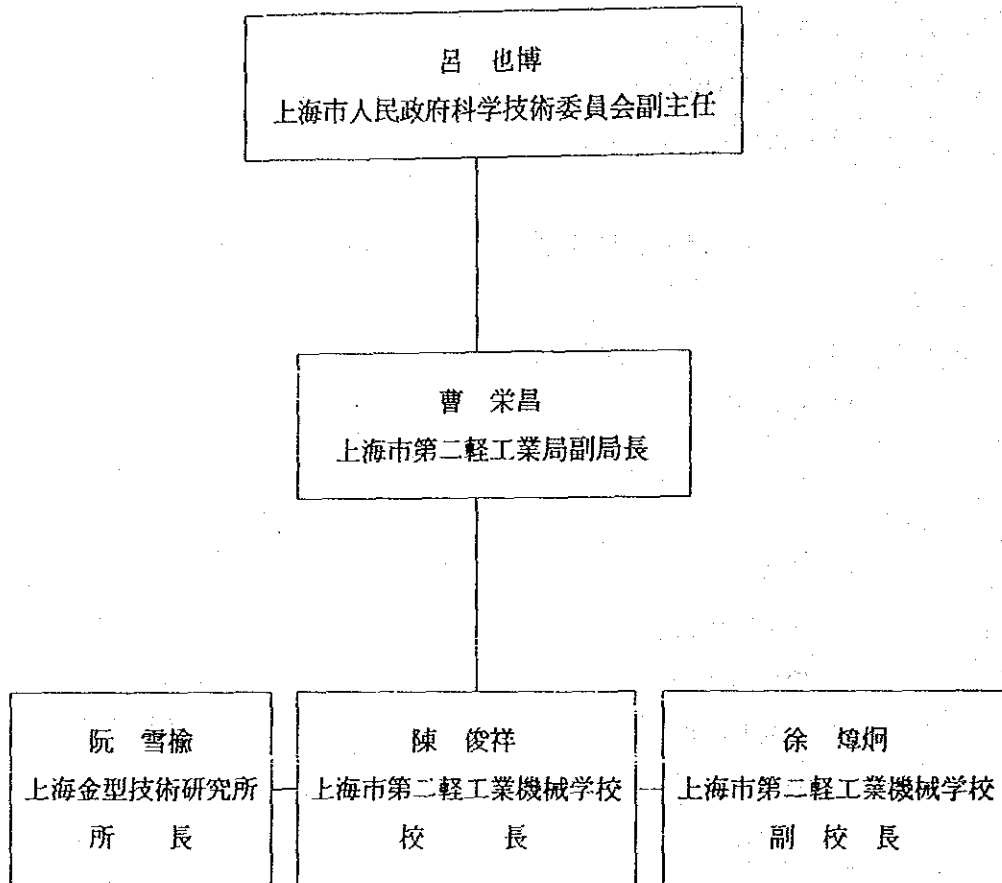 呂 也博
上海市人民政府科学技術委員会副主任
曹 栄昌
上海市第二軽工業局副局長
阮 雪楡
上海金型技術研究所
所 長
陳 俊祥
上海市第二軽工業機械学校
校 長
徐 焞炯
上海市第二軽工業機械学校
副 校 長